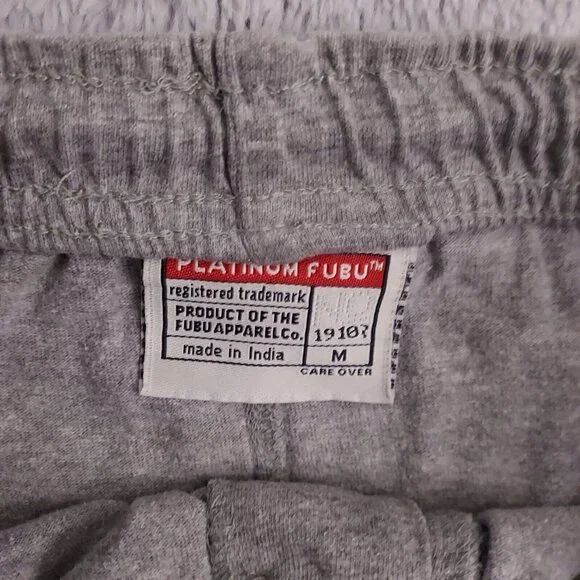 PLATINUM FUBU™
registered trademark
PRODUCT OF THE
FUBU APPAREL Co.
19107
made in India
M
CARE OVER